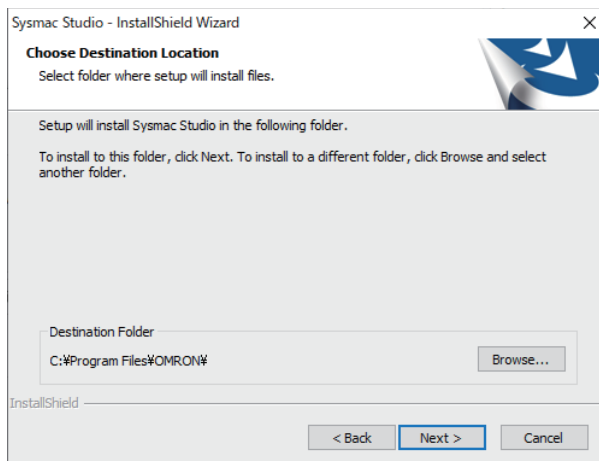 Sysmac Studio - InstallShield Wizard
Choose Destination Location
Select folder where setup will install files.
Setup will install Sysmac Studio in the following folder.
To install to this folder, click Next. To install to a different folder, click Browse and select
another folder.
Destination Folder
C:¥Program Files¥OMRON¥
Browse...
InstallShield
< Back
Next >
Cancel